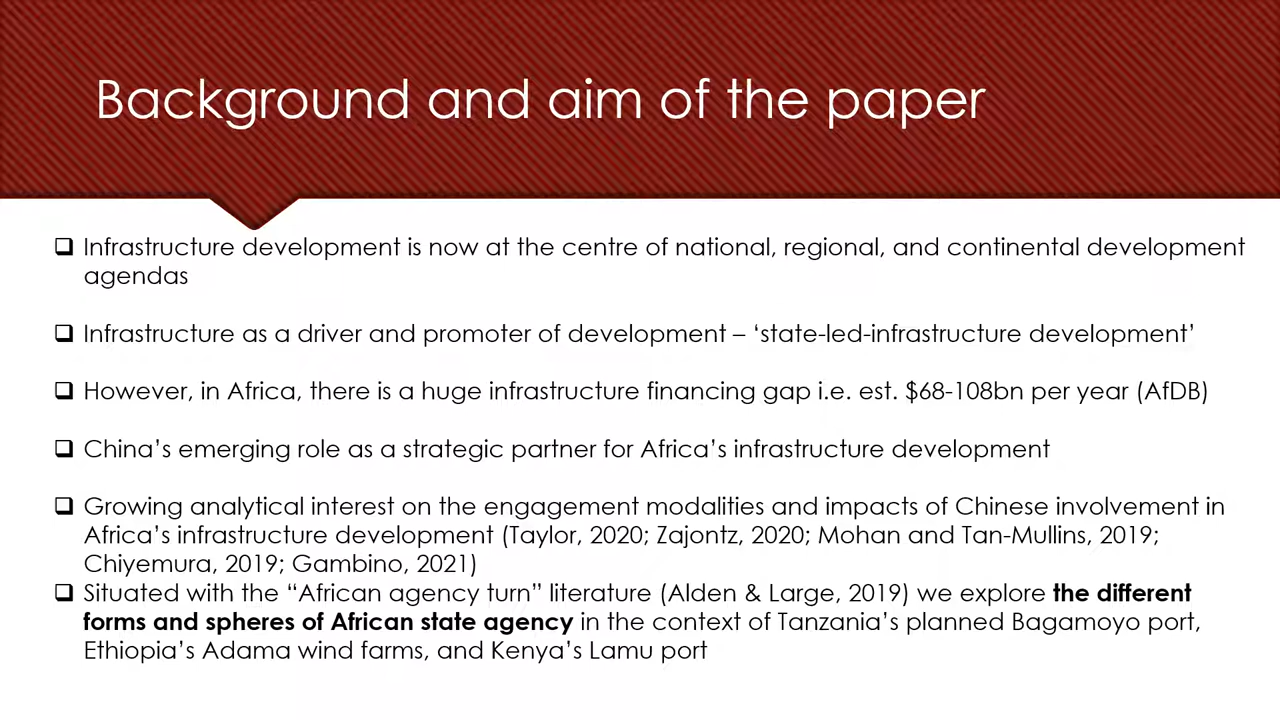 Background and aim of the paper
❑ Infrastructure development is now at the centre of national, regional, and continental development
agendas
❑ Infrastructure as a driver and promoter of development – ‘state-led-infrastructure development’
❑ However, in Africa, there is a huge infrastructure financing gap i.e. est. $68-108bn per year (AfDB)
❑ China’s emerging role as a strategic partner for Africa’s infrastructure development
❑ Growing analytical interest on the engagement modalities and impacts of Chinese involvement in
Africa’s infrastructure development (Taylor, 2020; Zajontz, 2020; Mohan and Tan-Mullins, 2019;
Chiyemura, 2019; Gambino, 2021)
❑ Situated with the “African agency turn” literature (Alden & Large, 2019) we explore the different
forms and spheres of African state agency in the context of Tanzania’s planned Bagamoyo port,
Ethiopia’s Adama wind farms, and Kenya’s Lamu port